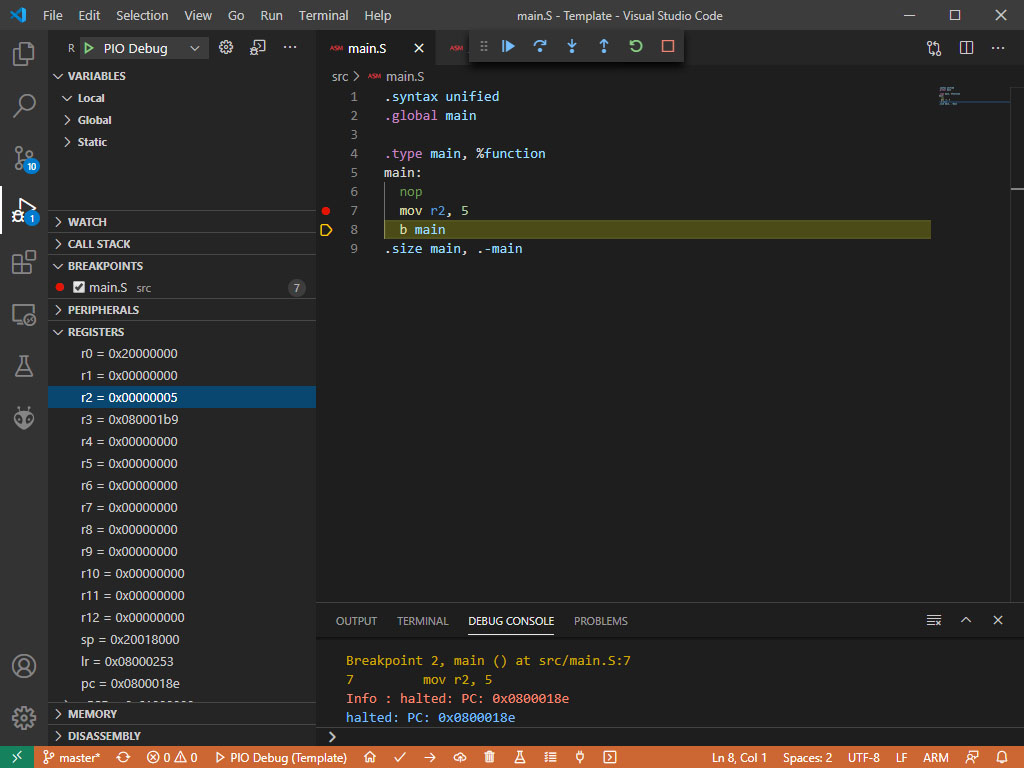 File Edit Selection View Go Run Terminal Help main.S - Template - Visual Studio Code
R PIO Debug
ASM main.S ASM
VARIABLES
Local
Global
Static
WATCH
CALL STACK
BREAKPOINTS
main.S src 7
PERIPHERALS
REGISTERS
r0 = 0x20000000
r1 = 0x00000000
r2 = 0x00000005
r3 = 0x080001b9
r4 = 0x00000000
r5 = 0x00000000
r6 = 0x00000000
r7 = 0x00000000
r8 = 0x00000000
r9 = 0x00000000
r10 = 0x00000000
r11 = 0x00000000
r12 = 0x00000000
sp = 0x20018000
lr = 0x08000253
pc = 0x0800018e
MEMORY
DISASSEMBLY
10
1
src > ASM main.S
1 .syntax unified
2 .global main
3
4 .type main, %function
5 main:
6 nop
7 mov r2, 5
8 b main
9 .size main, .-main
OUTPUT TERMINAL DEBUG CONSOLE PROBLEMS
Breakpoint 2, main () at src/main.S:7
7 mov r2, 5
Info : halted: PC: 0x0800018e
halted: PC: 0x0800018e
master* 0 0 PIO Debug (Template) Ln 8, Col 1 Spaces: 2 UTF-8 LF ARM